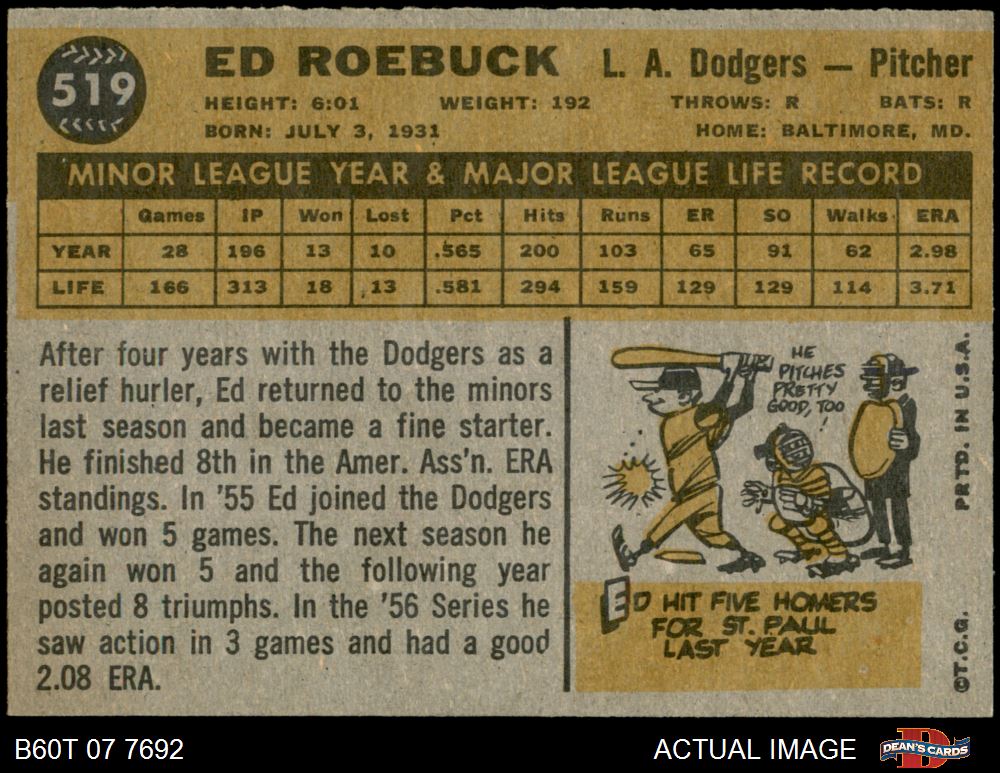 519
ED ROEBUCK L. A. Dodgers — Pitcher
HEIGHT: 6:01 WEIGHT: 192 THROWS: R BATS: R
BORN: JULY 3, 1931 HOME: BALTIMORE, MD.
MINOR LEAGUE YEAR & MAJOR LEAGUE LIFE RECORD
Games IP Won Lost Pct Hits Runs ER SO Walks ERA
YEAR 28 196 13 10 .565 200 103 65 91 62 2.98
LIFE 166 313 18 13 .581 294 159 129 129 114 3.71
After four years with the Dodgers as a
relief hurler, Ed returned to the minors
last season and became a fine starter.
He finished 8th in the Amer. Ass'n. ERA
standings. In '55 Ed joined the Dodgers
and won 5 games. The next season he
again won 5 and the following year
posted 8 triumphs. In the '56 Series he
saw action in 3 games and had a good
2.08 ERA.
HE
PITCHES
PRETTY
GOOD, TOO
!
ED HIT FIVE HOMERS
FOR ST. PAUL
LAST YEAR
©T.C.G. PRTD. IN U.S.A.
B60T 07 7692 ACTUAL IMAGE
D
DEAN'S CARDS